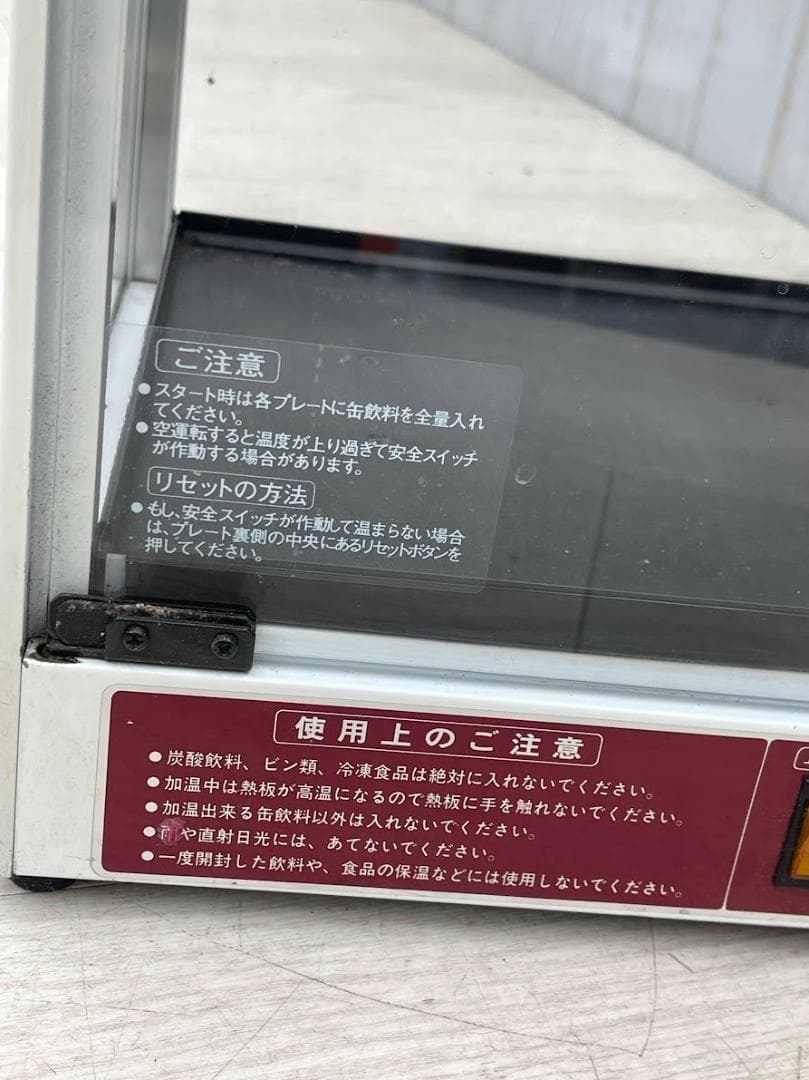 ご注意
●スタート時は各プレートに缶飲料を全量入れ
てください。
●空運転すると温度が上り過ぎて安全スイッチ
が作動する場合があります。
リセットの方法
●もし、安全スイッチが作動して温まらない場合
は、プレート裏側の中央にあるリセットボタンを
押してください。
使用上のご注意
●炭酸飲料、ビン類、冷凍食品は絶対に入れないでください。
●加温中は熱板が高温になるので熱板に手を触れないでください。
●加温出来る缶飲料以外は入れないでください。
●雨や直射日光には、あてないでください。
●一度開封した飲料や、食品の保温などには使用しないでください。